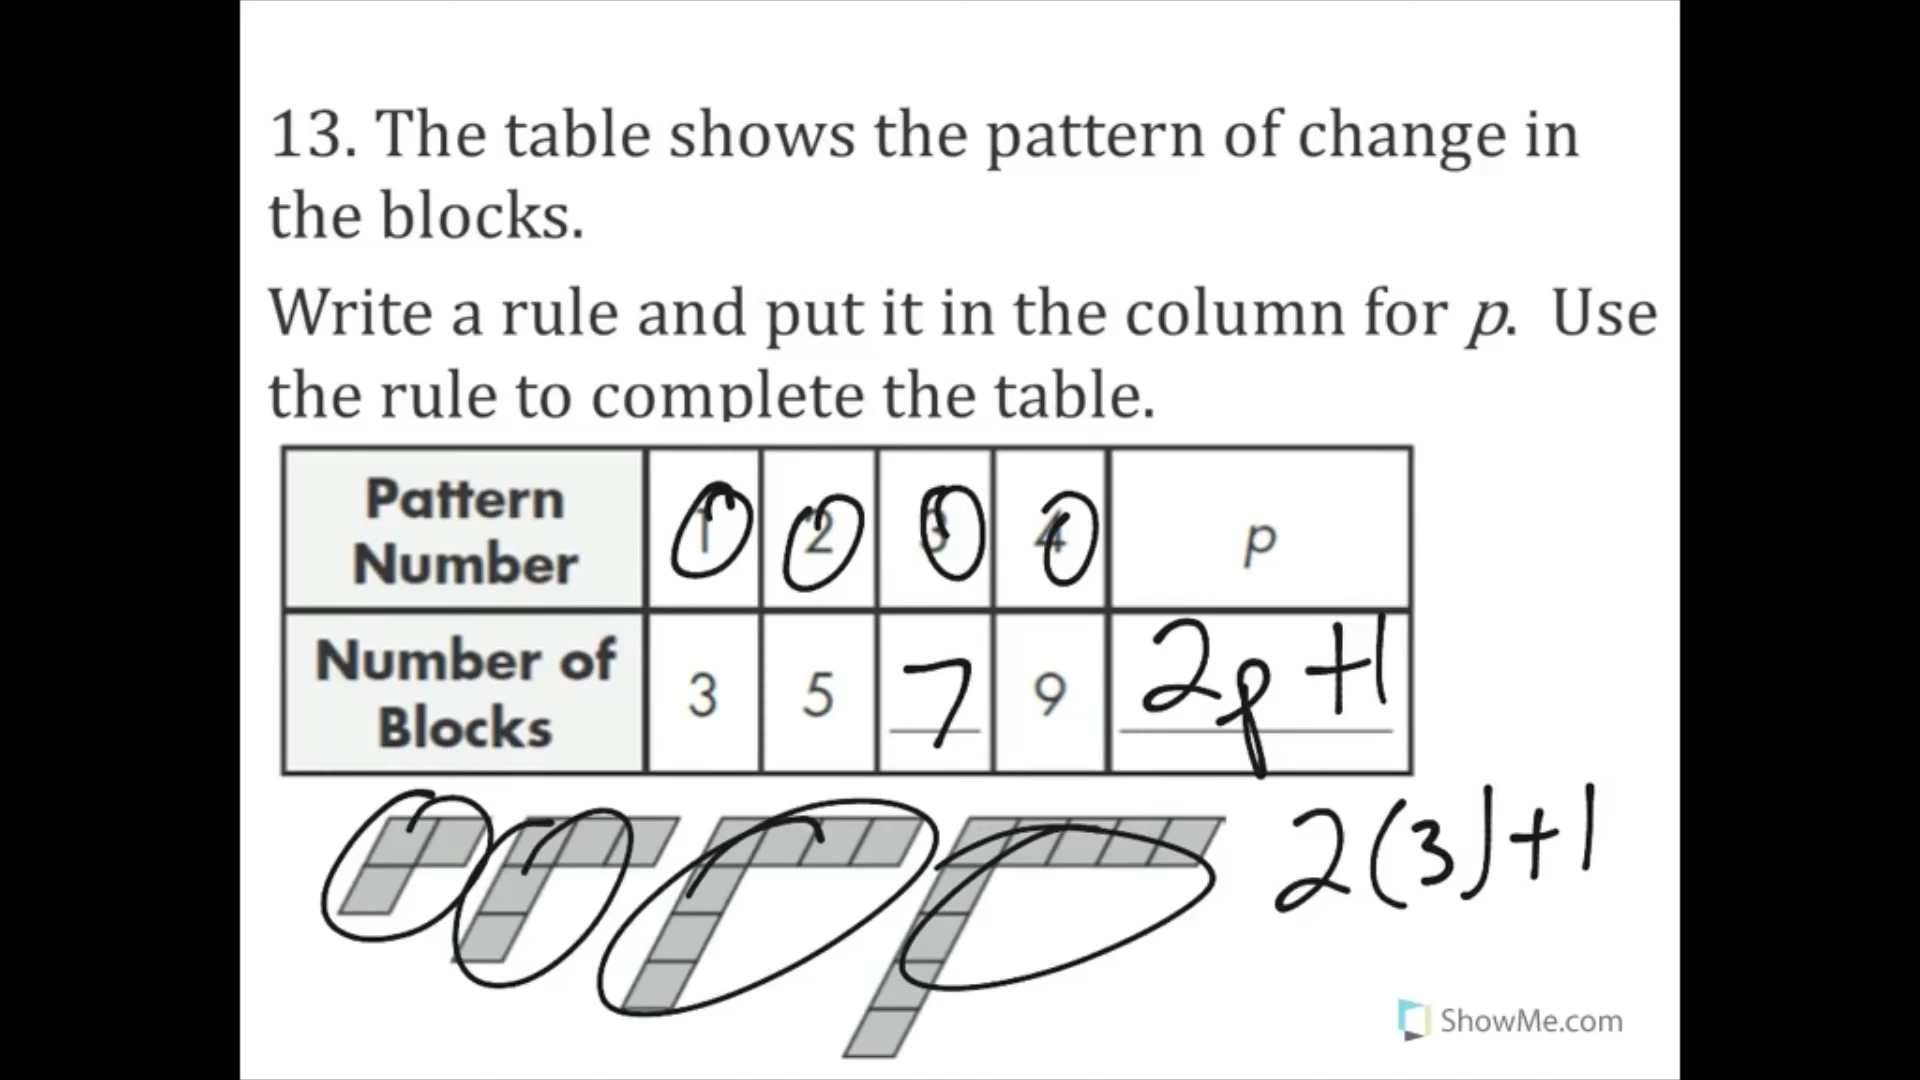 13. The table shows the pattern of change in
the blocks.
Write a rule and put it in the column for p. Use
the rule to complete the table.
Pattern Number 1 2 3 4 p
Number of Blocks 3 5 7 9 2p+1
2(3)+1
ShowMe.com